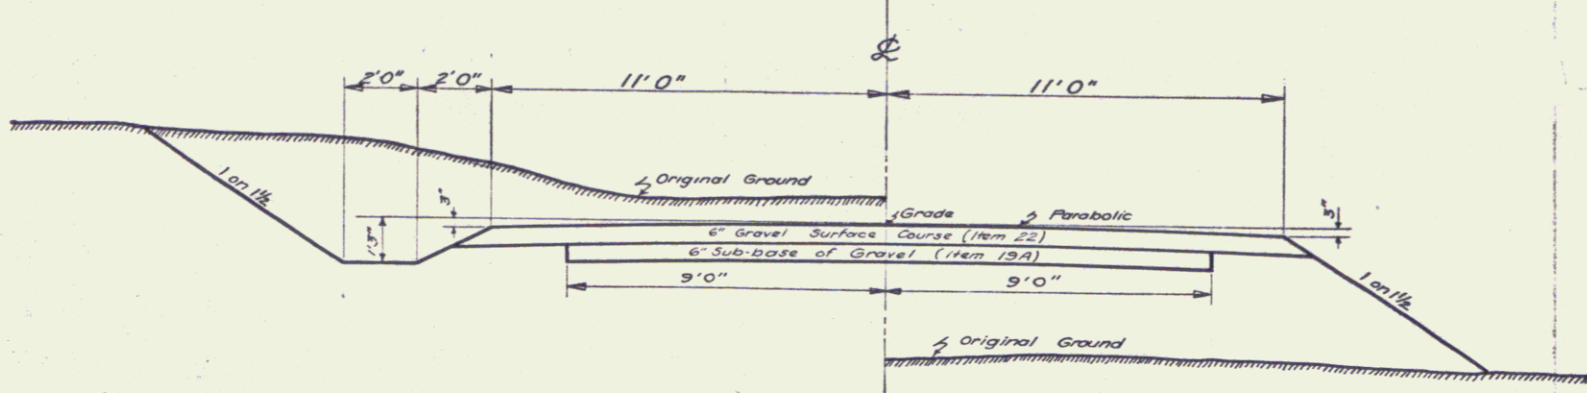 ℄
2'0" 2'0" 11'0" 11'0"
1 on 1½
Original Ground
3"
1'3"
Grade
Parabolic
3"
6" Gravel Surface Course (Item 22)
6" Sub-base of Gravel (item 19A)
9'0" 9'0"
1 on 1½
Original Ground